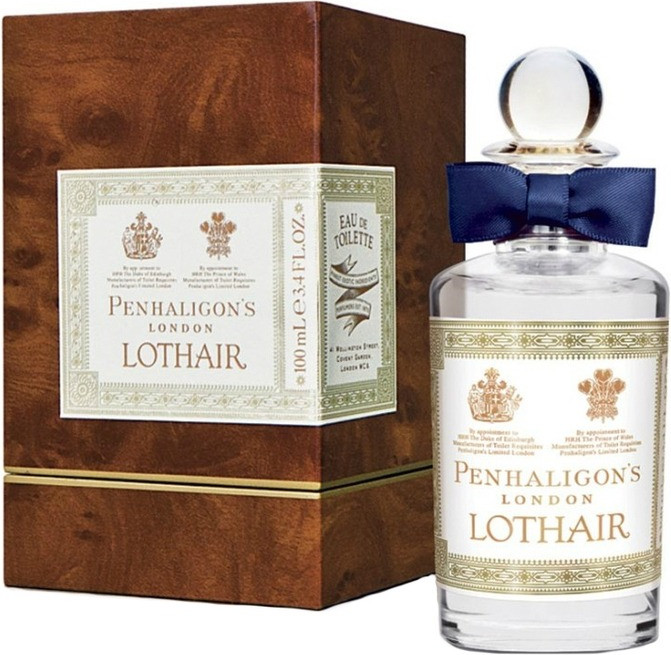 By appointment to
HRH The Duke of Edinburgh
Manufacturers of Toilet Requisites
Penhaligon's Limited London
By appointment to
HRH The Prince of Wales
Manufacturers of Toilet Requisites
Penhaligon's Limited London
PENHALIGON'S
LONDON
LOTHAIR
100 mL ℮ 3.4 FL.OZ.
EAU DE
TOILETTE
41 WELLINGTON STREET,
COVENT GARDEN,
LONDON WC2
By appointment to
HRH The Duke of Edinburgh
Manufacturers of Toilet Requisites
Penhaligon's Limited London
By appointment to
HRH The Prince of Wales
Manufacturers of Toilet Requisites
Penhaligon's Limited London
PENHALIGON'S
LONDON
LOTHAIR